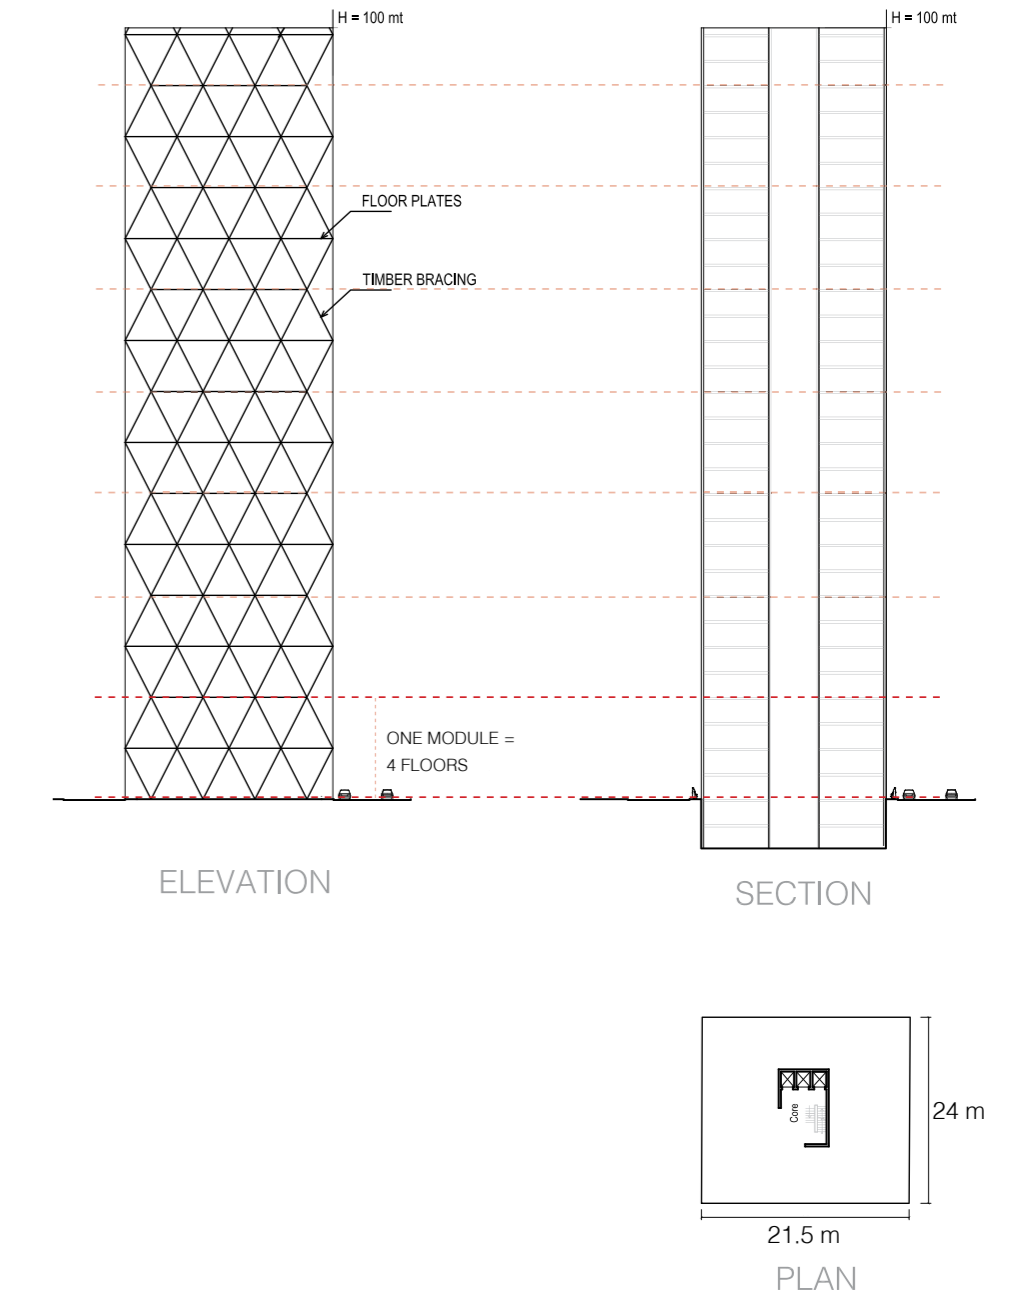 H = 100 mt
H = 100 mt
FLOOR PLATES
TIMBER BRACING
ONE MODULE =
4 FLOORS
ELEVATION
SECTION
Core
24 m
21.5 m
PLAN